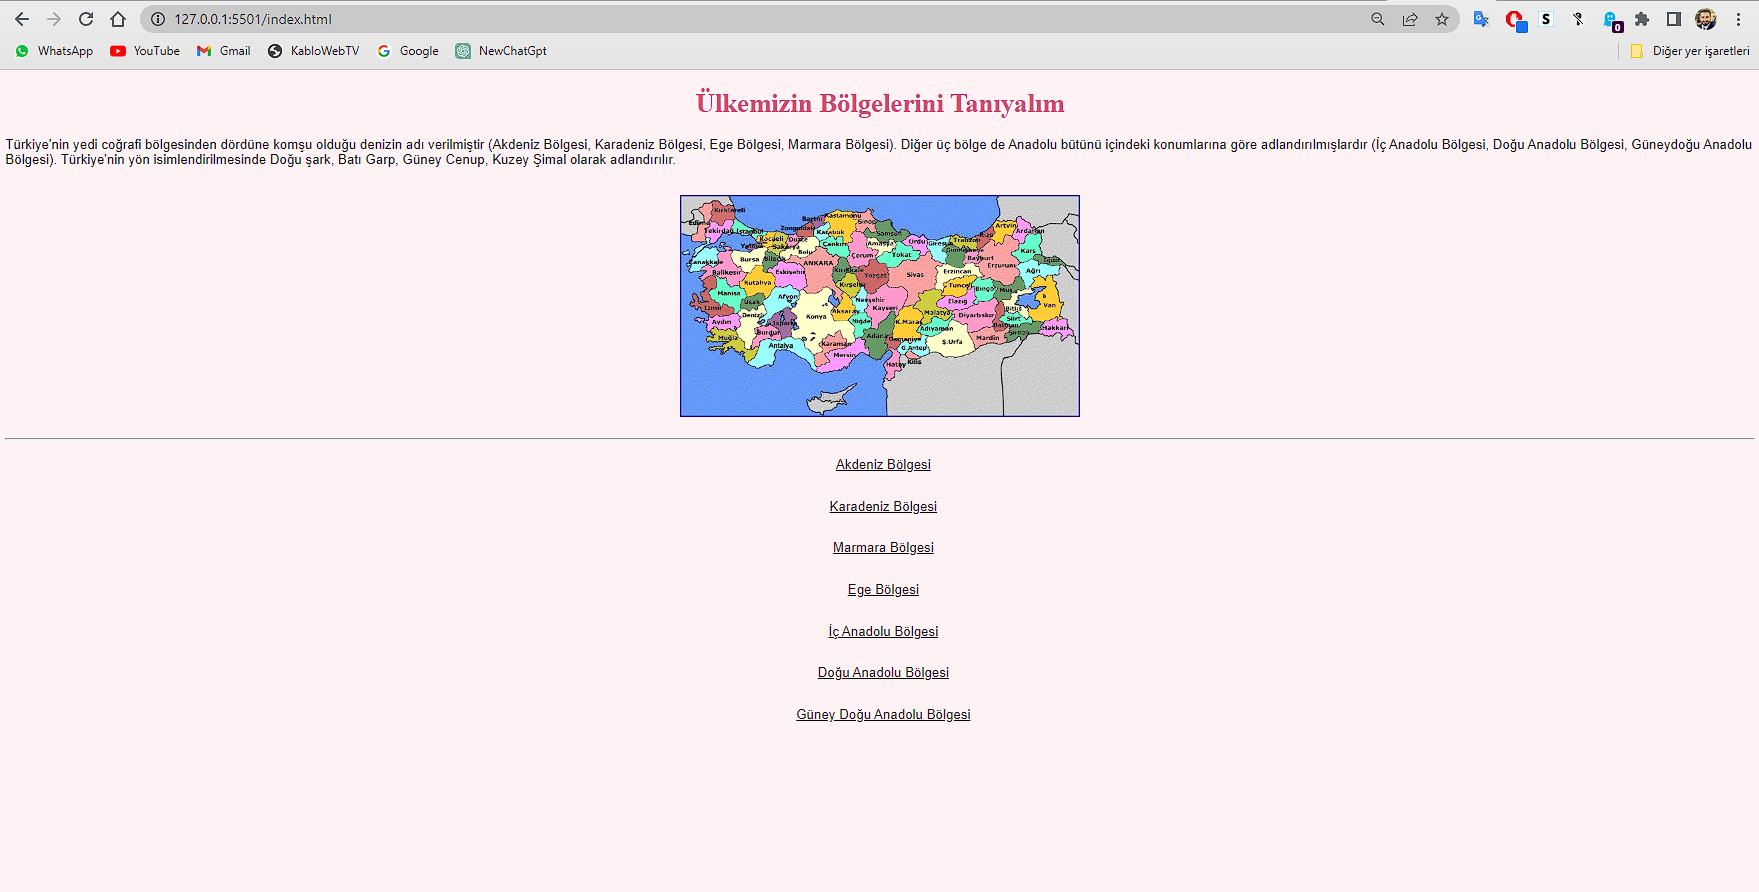 127.0.0.1:5501/index.html
WhatsApp YouTube Gmail KabloWebTV Google NewChatGpt Diğer yer işaretleri
Ülkemizin Bölgelerini Tanıyalım
Türkiye'nin yedi coğrafi bölgesinden dördüne komşu olduğu denizin adı verilmiştir (Akdeniz Bölgesi, Karadeniz Bölgesi, Ege Bölgesi, Marmara Bölgesi). Diğer üç bölge de Anadolu bütünü içindeki konumlarına göre adlandırılmışlardır (İç Anadolu Bölgesi, Doğu Anadolu Bölgesi, Güneydoğu Anadolu
Bölgesi). Türkiye'nin yön isimlendirilmesinde Doğu şark, Batı Garp, Güney Cenup, Kuzey Şimal olarak adlandırılır.
Kırklareli Bartın Kastamonu Sinop
Edirne Tekirdağ İstanbul Zonguldak Karabük Samsun Artvin Ardahan
Kocaeli Düzce Çankırı Amasya Ordu Giresun Trabzon Rize
Yalova Sakarya Bolu Çorum Tokat Bayburt Kars
Çanakkale Bursa Bilecik ANKARA Kırıkkale Yozgat Sivas Erzincan Erzurum Ağrı Iğdır
Balıkesir Eskişehir Kütahya Kırşehir Tunceli Bingöl Muş
Manisa Uşak Afyon Nevşehir Kayseri Elazığ Bitlis Van
İzmir Denizli Konya Aksaray Malatya Diyarbakır Siirt
Aydın Isparta Niğde K.Maraş Adıyaman Batman Hakkari
Muğla Burdur Karaman Adana Osmaniye Ş.Urfa Mardin Şırnak
Antalya Mersin G.Antep
Hatay Kilis
Akdeniz Bölgesi
Karadeniz Bölgesi
Marmara Bölgesi
Ege Bölgesi
İç Anadolu Bölgesi
Doğu Anadolu Bölgesi
Güney Doğu Anadolu Bölgesi